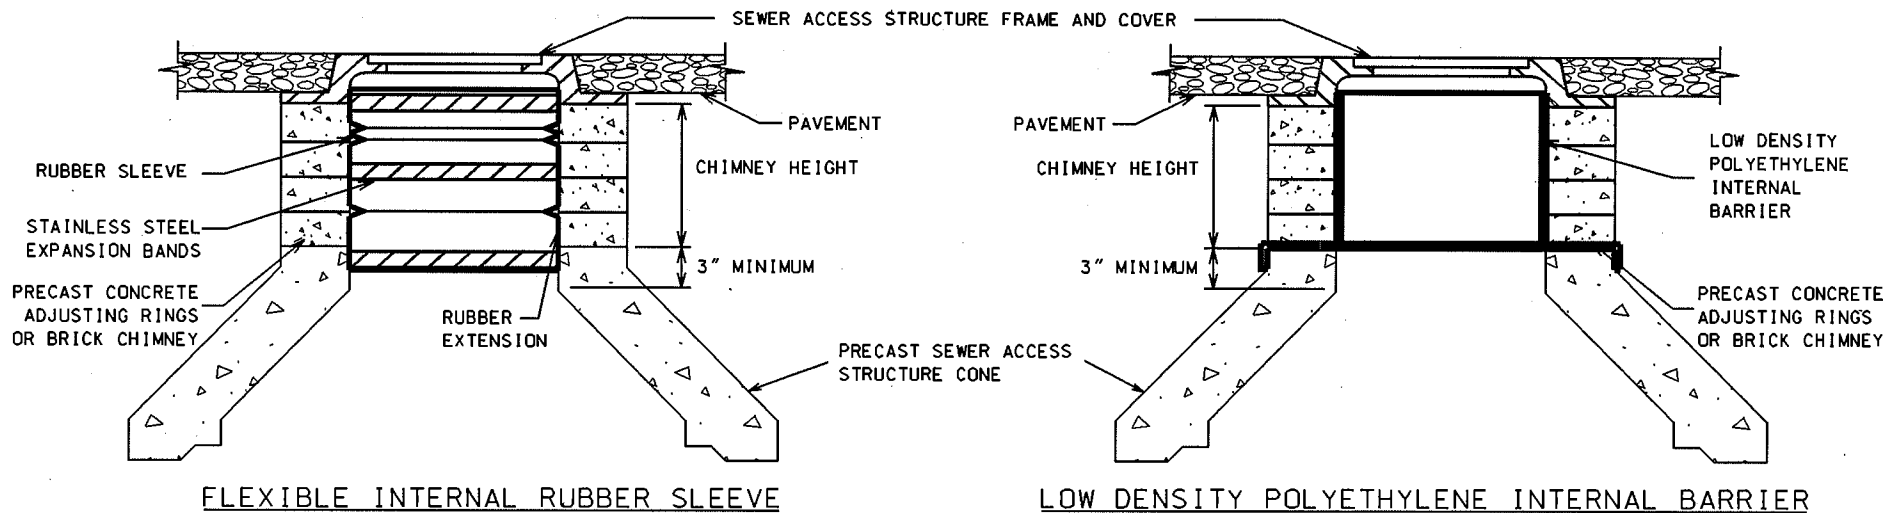 SEWER ACCESS STRUCTURE FRAME AND COVER
PAVEMENT
RUBBER SLEEVE
CHIMNEY HEIGHT
STAINLESS STEEL
EXPANSION BANDS
3" MINIMUM
PRECAST CONCRETE
ADJUSTING RINGS
OR BRICK CHIMNEY
RUBBER
EXTENSION
PRECAST SEWER ACCESS
STRUCTURE CONE
FLEXIBLE INTERNAL RUBBER SLEEVE
PAVEMENT
CHIMNEY HEIGHT
LOW DENSITY
POLYETHYLENE
INTERNAL
BARRIER
3" MINIMUM
PRECAST CONCRETE
ADJUSTING RINGS
OR BRICK CHIMNEY
LOW DENSITY POLYETHYLENE INTERNAL BARRIER